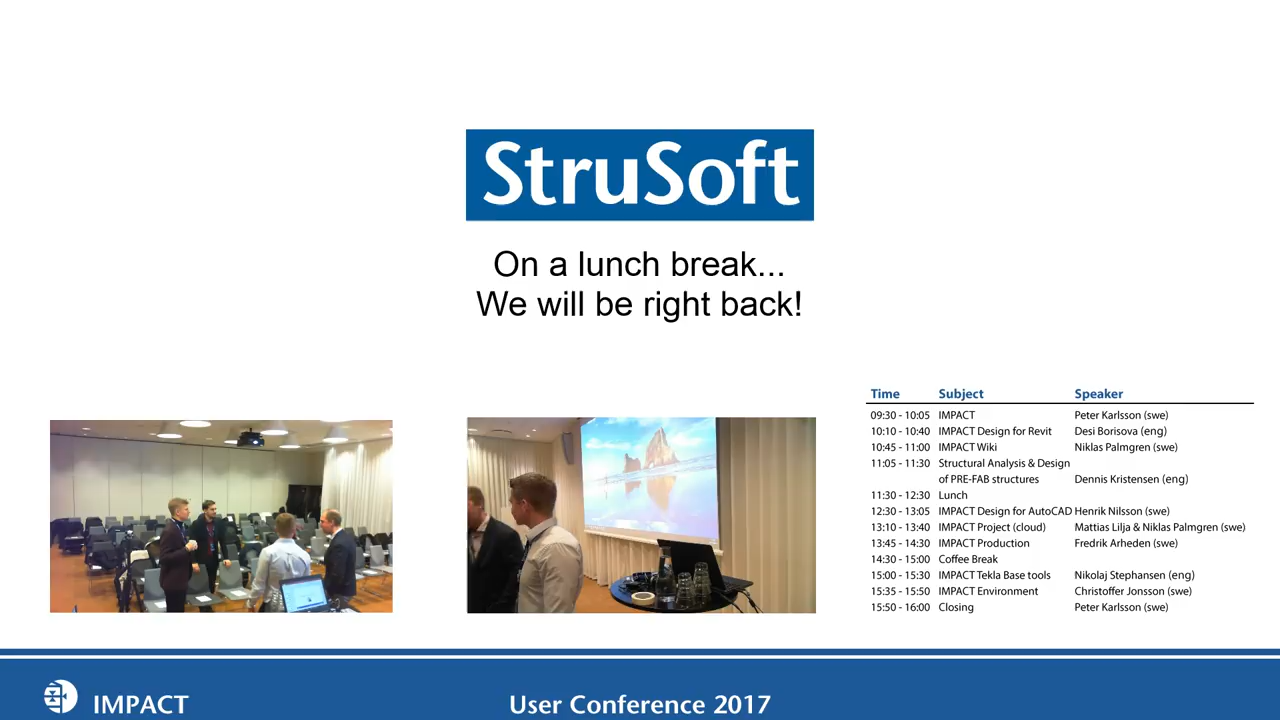 StruSoft
On a lunch break...
We will be right back!
Time Subject Speaker
09:30 - 10:05 IMPACT Peter Karlsson (swe)
10:10 - 10:40 IMPACT Design for Revit Desi Borisova (eng)
10:45 - 11:00 IMPACT Wiki Niklas Palmgren (swe)
11:05 - 11:30 Structural Analysis & Design
of PRE-FAB structures Dennis Kristensen (eng)
11:30 - 12:30 Lunch
12:30 - 13:05 IMPACT Design for AutoCAD Henrik Nilsson (swe)
13:10 - 13:40 IMPACT Project (cloud) Mattias Lilja & Niklas Palmgren (swe)
13:45 - 14:30 IMPACT Production Fredrik Arheden (swe)
14:30 - 15:00 Coffee Break
15:00 - 15:30 IMPACT Tekla Base tools Nikolaj Stephansen (eng)
15:35 - 15:50 IMPACT Environment Christoffer Jonsson (swe)
15:50 - 16:00 Closing Peter Karlsson (swe)
IMPACT User Conference 2017